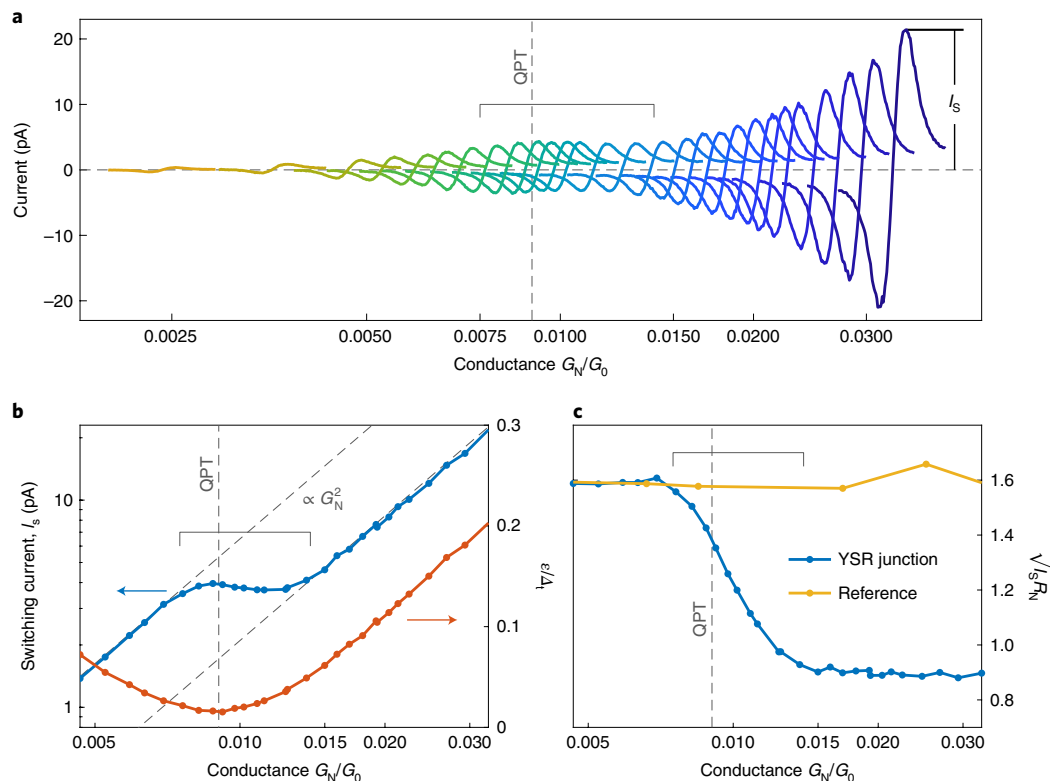 a
20
10
0
−10
−20
Current (pA)
QPT
I_S
0.0025
0.0050
0.0075
0.0100
0.0150
0.0200
0.0300
Conductance G_N/G_0
b
10
1
Switching current, I_s (pA)
QPT
∝ G_N^2
0.3
0.2
0.1
0
ε/Δ_t
0.005
0.010
0.020
0.030
Conductance G_N/G_0
c
QPT
YSR junction
Reference
1.6
1.4
1.2
1.0
0.8
√I_S R_N
0.005
0.010
0.020
0.030
Conductance G_N/G_0